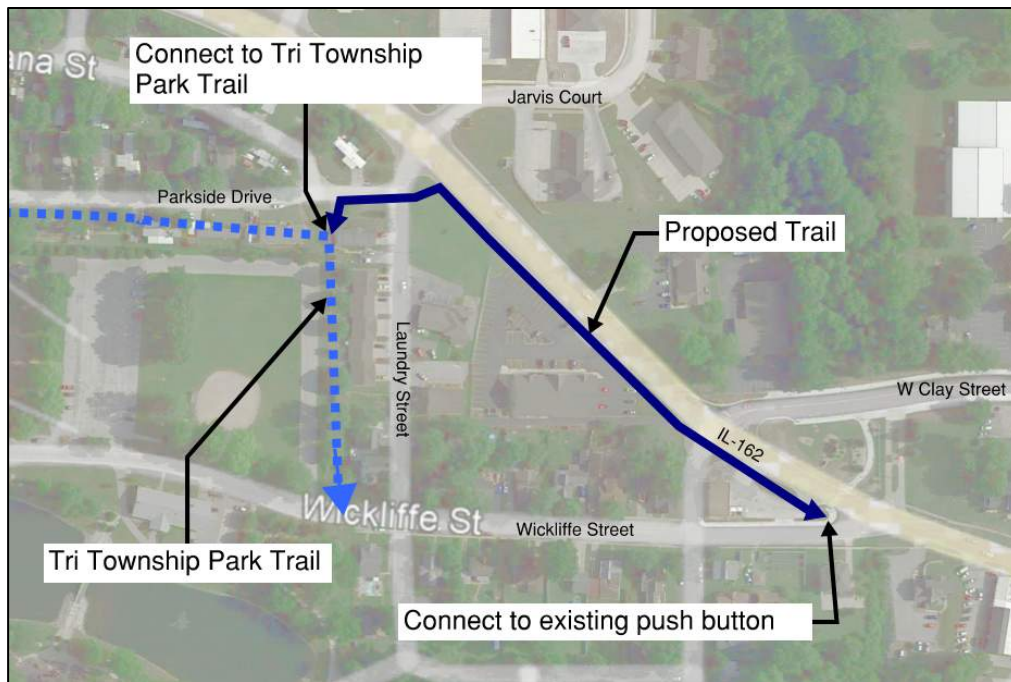 Connect to Tri Township
Park Trail
ana St
Jarvis Court
Parkside Drive
Proposed Trail
Laundry Street
W Clay Street
IL-162
Wickliffe St
Wickliffe Street
Tri Township Park Trail
Connect to existing push button